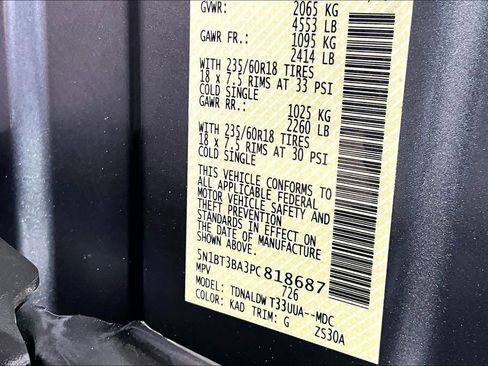 GVWR: 2065 KG
4553 LB
GAWR FR.: 1095 KG
2414 LB
WITH 235/60R18 TIRES
18 x 7.5 RIMS AT 33 PSI
COLD SINGLE
GAWR RR.: 1025 KG
2260 LB
WITH 235/60R18 TIRES
18 x 7.5 RIMS AT 30 PSI
COLD SINGLE
THIS VEHICLE CONFORMS TO
ALL APPLICABLE FEDERAL
MOTOR VEHICLE SAFETY AND
THEFT PREVENTION
STANDARDS IN EFFECT ON
THE DATE OF MANUFACTURE
SHOWN ABOVE.
5N1BT3BA3PC818687
MPV 726
MODEL: TDNALDW T33UUA--MDC
COLOR: KAD TRIM: G ZS30A